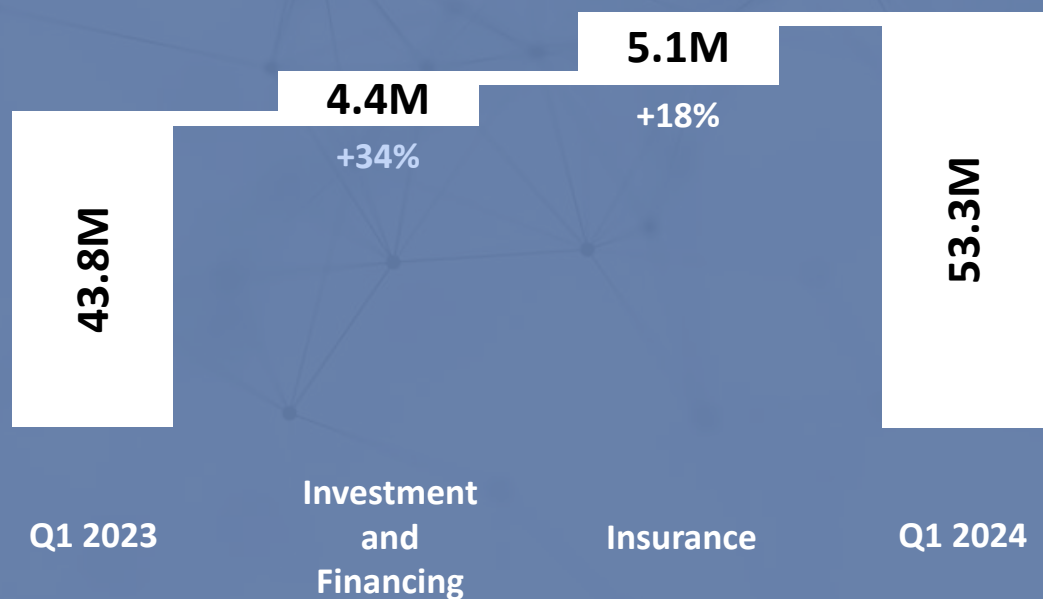 5.1M
4.4M
+18%
+34%
43.8M
53.3M
Q1 2023
Investment
and
Financing
Insurance
Q1 2024